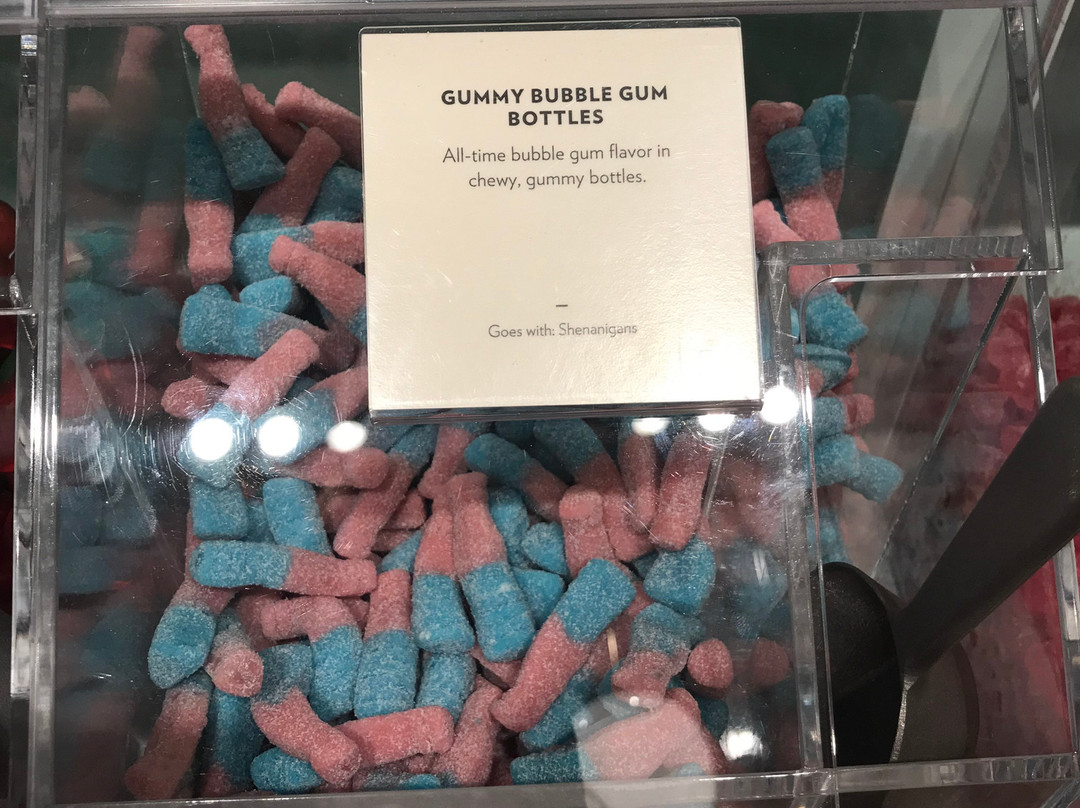 GUMMY BUBBLE GUM
BOTTLES
All-time bubble gum flavor in
chewy, gummy bottles.
–
Goes with: Shenanigans